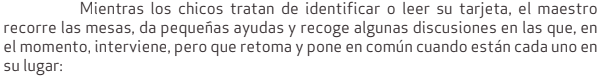 Mientras los chicos tratan de identificar o leer su tarjeta, el maestro
recorre las mesas, da pequeñas ayudas y recoge algunas discusiones en las que, en
el momento, interviene, pero que retoma y pone en común cuando están cada uno en
su lugar: